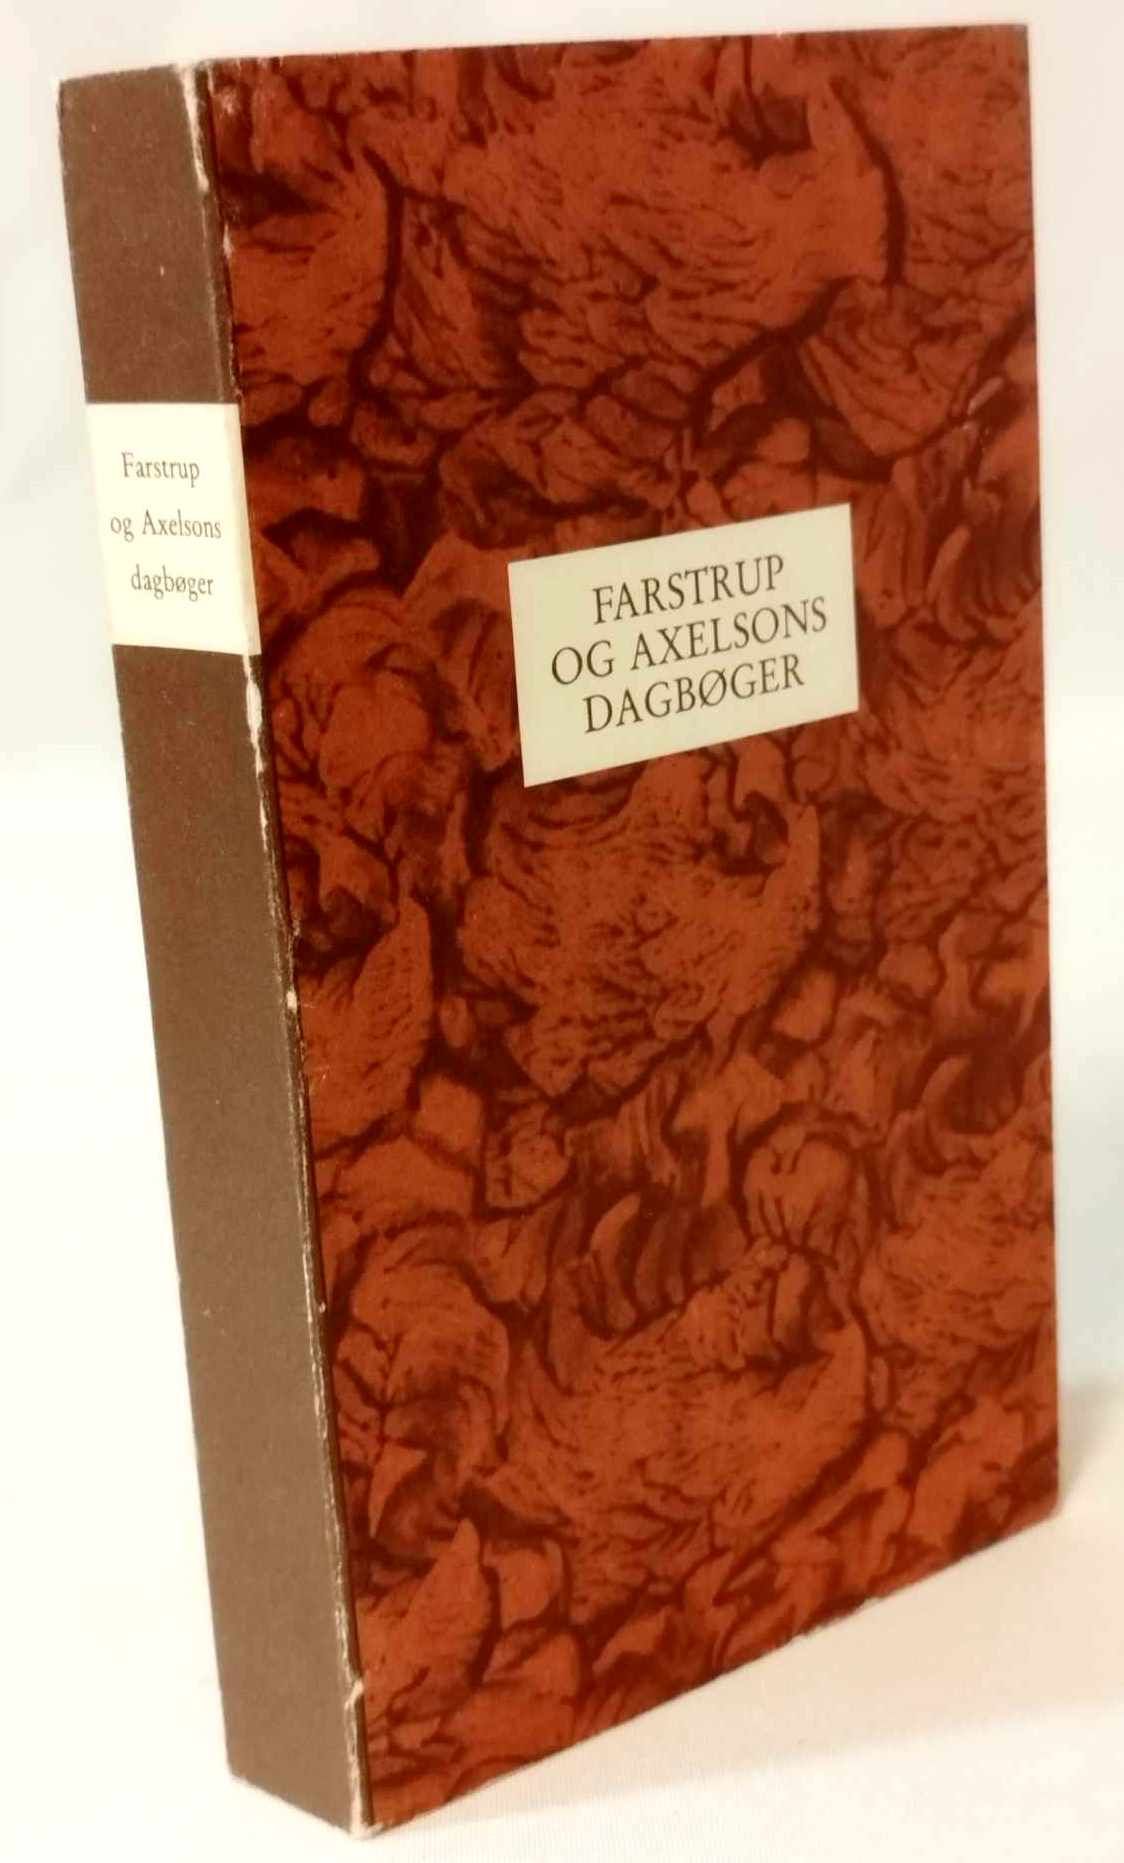 Farstrup
og Axelsons
dagbøger
FARSTRUP
OG AXELSONS
DAGBØGER